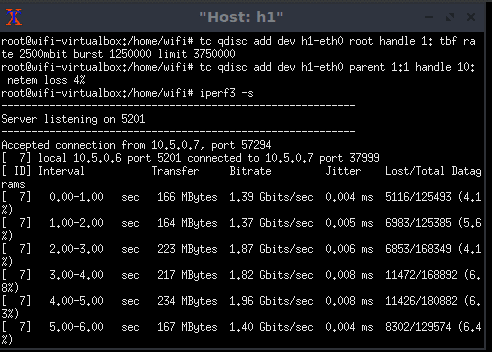 "Host: h1"
root@wifi-virtualbox:/home/wifi# tc qdisc add dev h1-eth0 root handle 1: tbf ra
te 2500mbit burst 1250000 limit 3750000
root@wifi-virtualbox:/home/wifi# tc qdisc add dev h1-eth0 parent 1:1 handle 10:
 netem loss 4%
root@wifi-virtualbox:/home/wifi# iperf3 -s
-----------------------------------------------------------
Server listening on 5201
-----------------------------------------------------------
Accepted connection from 10.5.0.7, port 57294
[  7] local 10.5.0.6 port 5201 connected to 10.5.0.7 port 37999
[ ID] Interval           Transfer     Bitrate         Jitter    Lost/Total Datag
rams
[  7]   0.00-1.00   sec   166 MBytes  1.39 Gbits/sec  0.004 ms  5116/125493 (4.1
%)
[  7]   1.00-2.00   sec   164 MBytes  1.37 Gbits/sec  0.005 ms  6983/125385 (5.6
%)
[  7]   2.00-3.00   sec   223 MBytes  1.87 Gbits/sec  0.006 ms  6853/168349 (4.1
%)
[  7]   3.00-4.00   sec   217 MBytes  1.82 Gbits/sec  0.008 ms  11472/168892 (6.
8%)
[  7]   4.00-5.00   sec   234 MBytes  1.96 Gbits/sec  0.008 ms  11426/180882 (6.
3%)
[  7]   5.00-6.00   sec   167 MBytes  1.40 Gbits/sec  0.004 ms  8302/129574 (6.4
%)